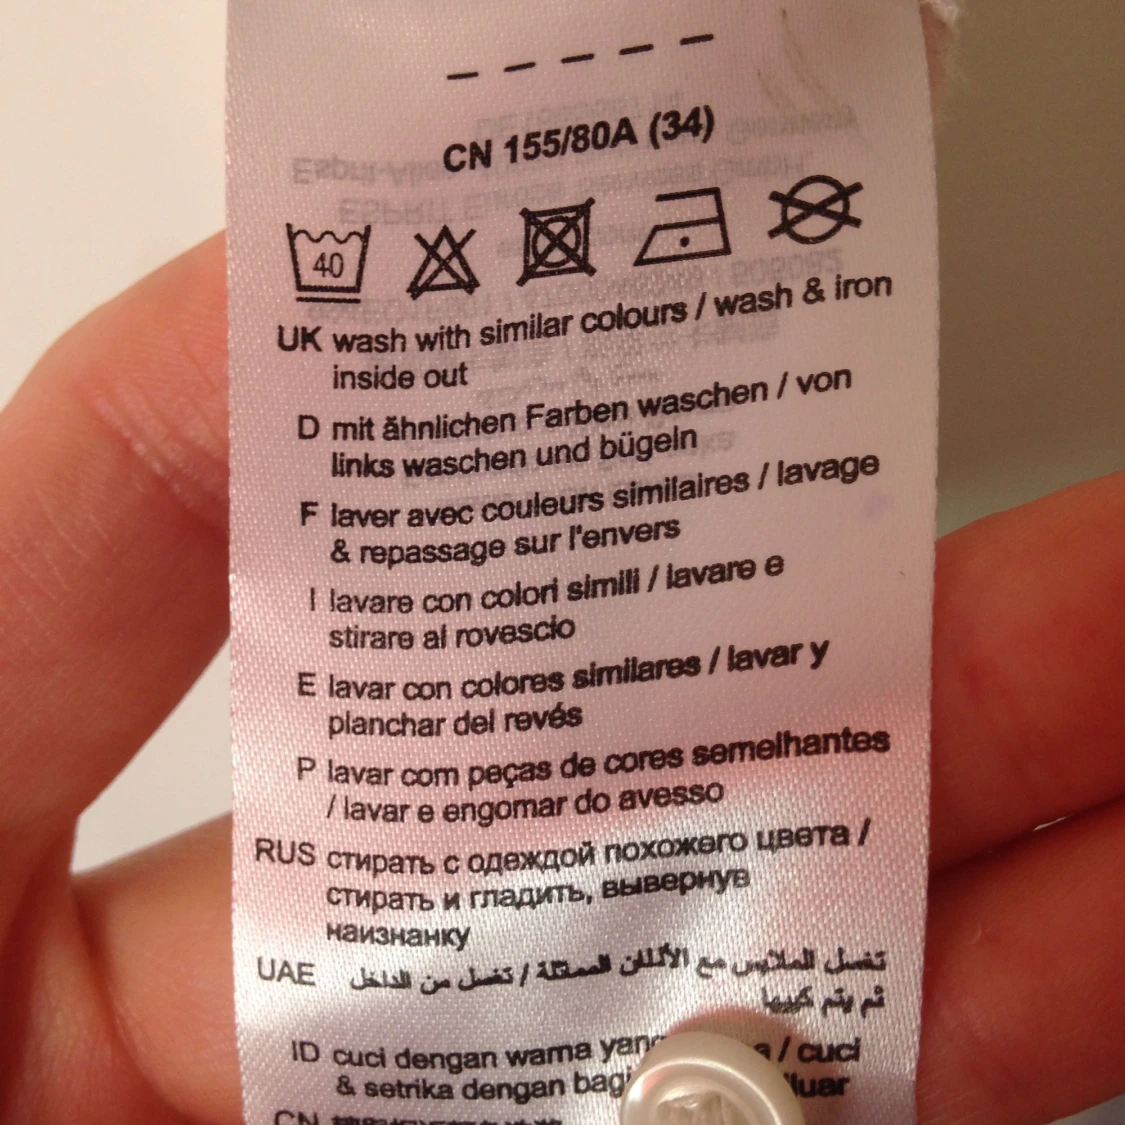 CN 155/80A (34)
40
UK wash with similar colours / wash & iron
inside out
D mit ähnlichen Farben waschen / von
links waschen und bügeln
F laver avec couleurs similaires / lavage
& repassage sur l'envers
I lavare con colori simili / lavare e
stirare al rovescio
E lavar con colores similares / lavar y
planchar del revés
P lavar com peças de cores semelhantes
/ lavar e engomar do avesso
RUS стирать с одеждой похожего цвета /
стирать и гладить, вывернув
наизнанку
UAE تغسل الملابس مع الألوان المماثلة / تغسل من الداخل
ثم يتم كييها
ID cuci dengan warna yang / cuci
& setrika dengan luar
CN